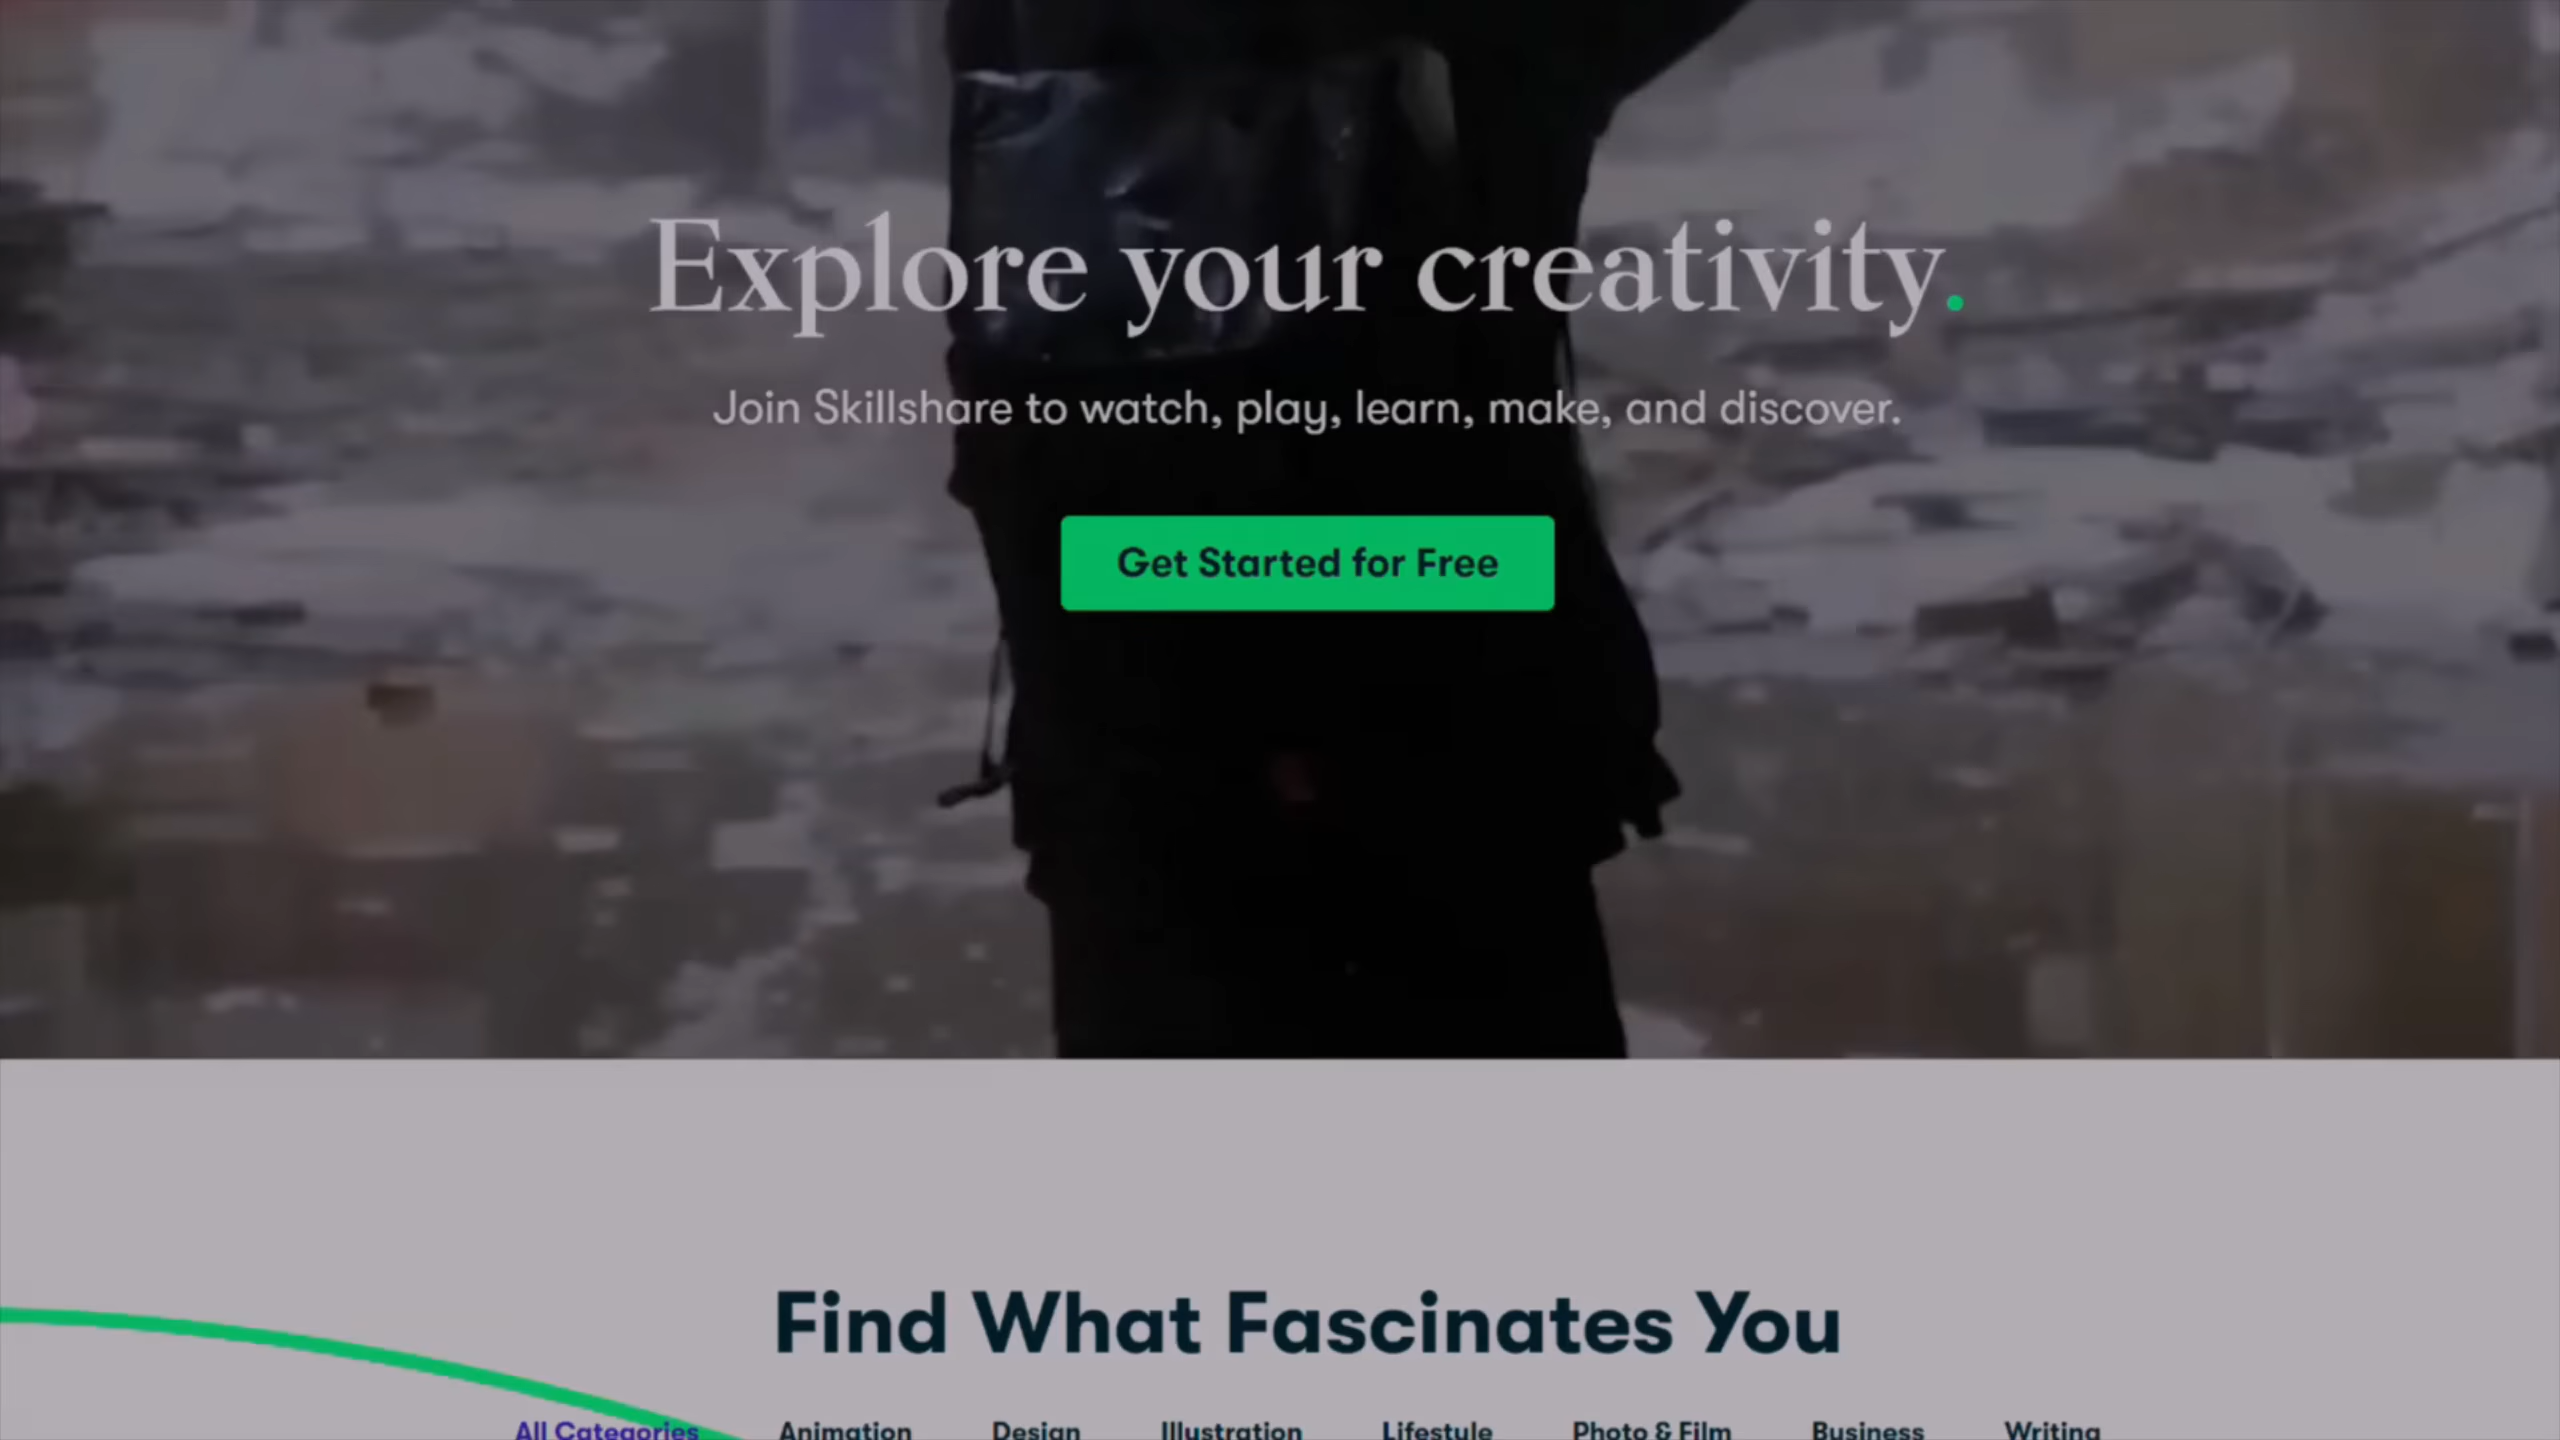 Explore your creativity.
Join Skillshare to watch, play, learn, make, and discover.
Get Started for Free
Find What Fascinates You
All Categories Animation Design Illustration Lifestyle Photo & Film Business Writing